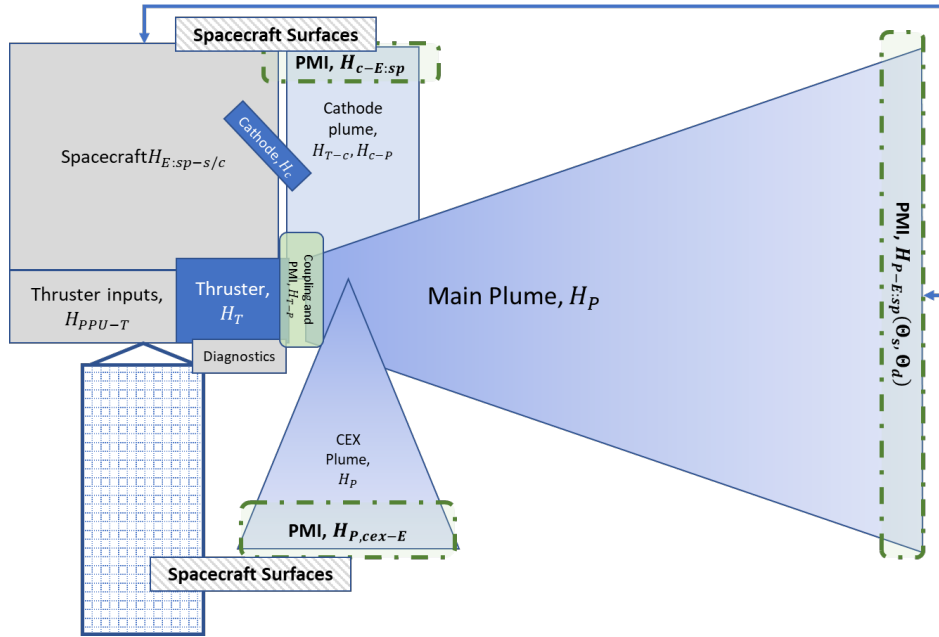 Spacecraft Surfaces
PMI, H_{c−E:sp}
Cathode
plume,
H_{T−c}, H_{c−P}
Cathode, H_c
SpacecraftH_{E:sp−s/c}
Coupling and
PMI, H_{T−P}
Thruster inputs,
H_{PPU−T}
Thruster,
H_T
Diagnostics
Main Plume, H_P
PMI, H_{P−E:sp}(Θ_s, Θ_d)
CEX
Plume,
H_P
PMI, H_{P,cex−E}
Spacecraft Surfaces